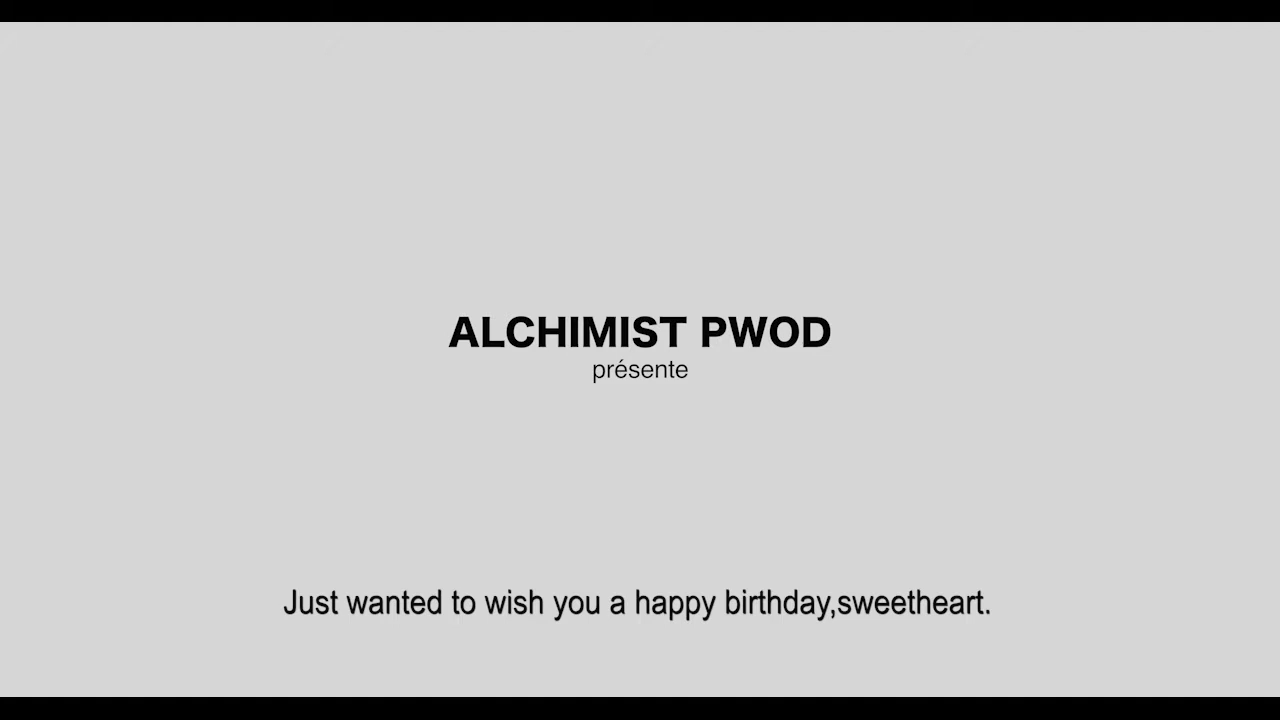 ALCHIMIST PWOD
présente
Just wanted to wish you a happy birthday,sweetheart.